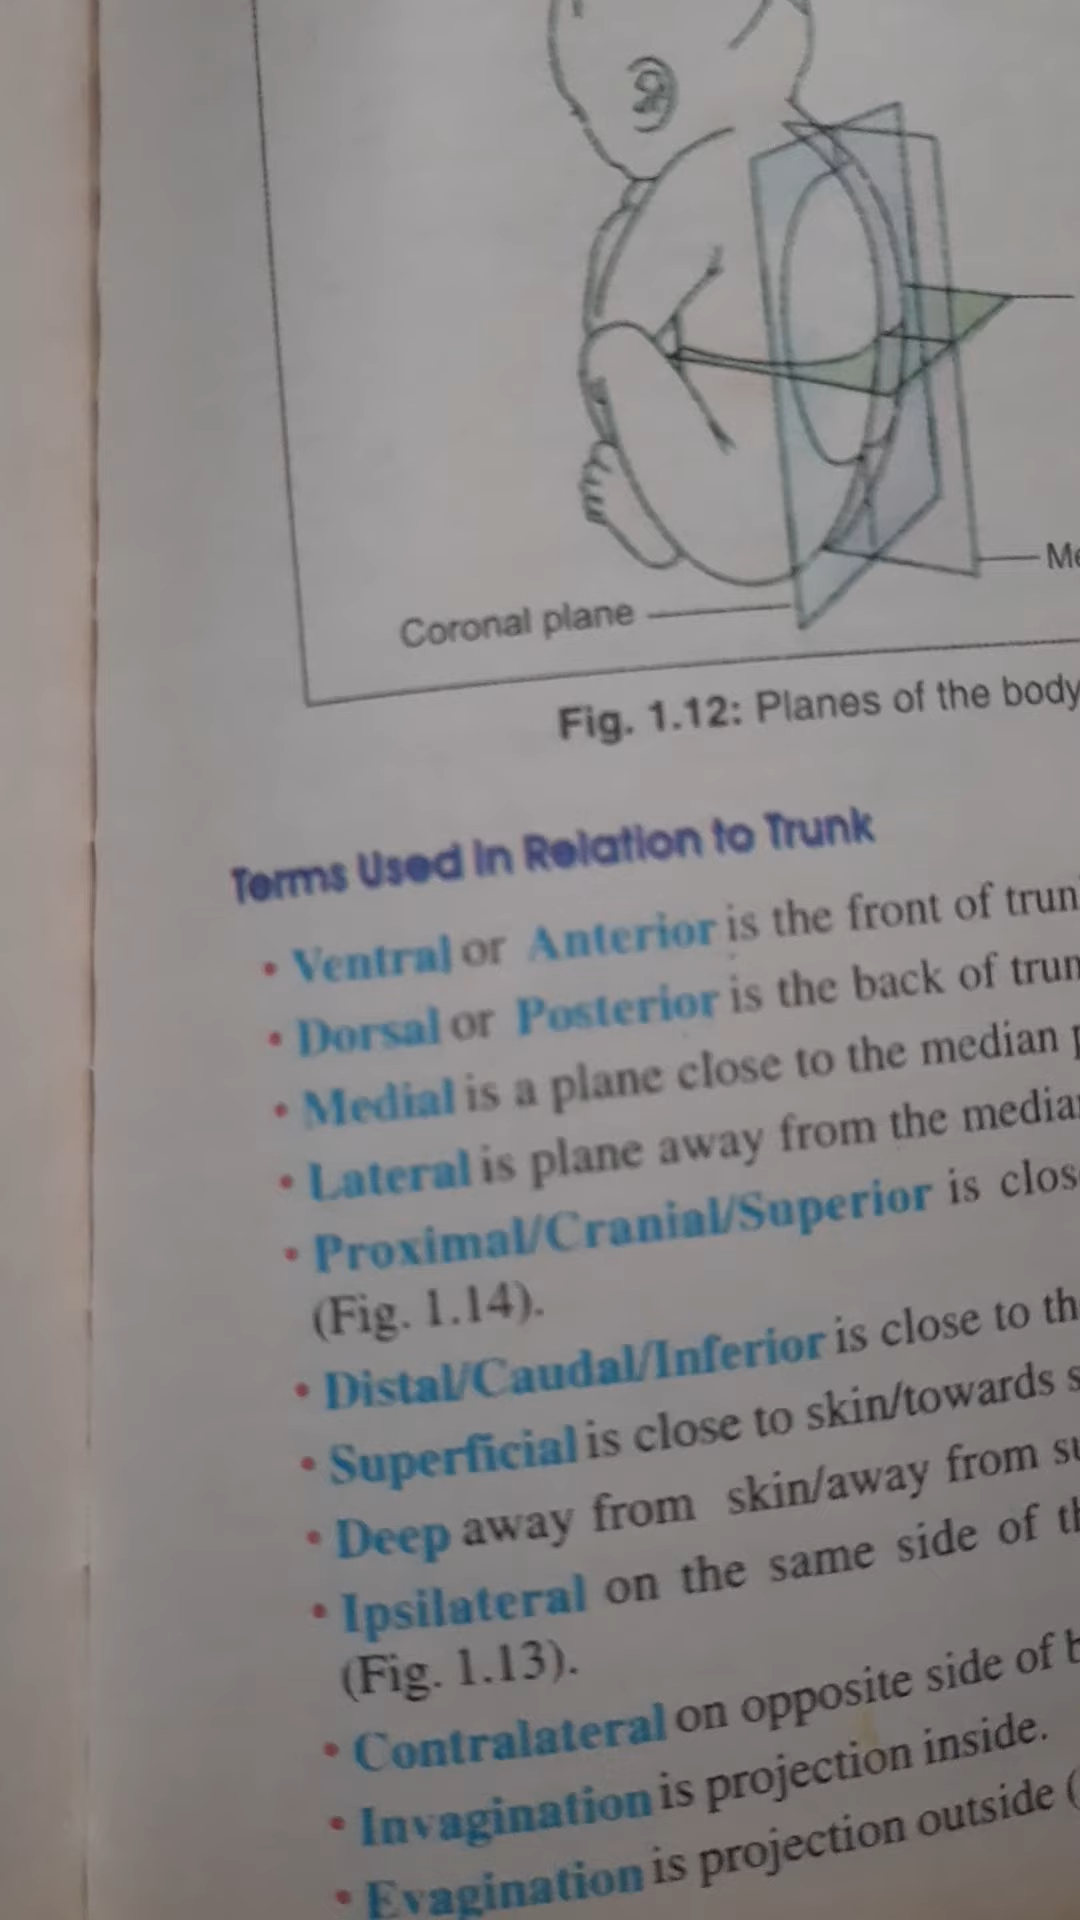 Me
Coronal plane
Fig. 1.12: Planes of the body
Terms Used in Relation to Trunk
• Ventral or Anterior is the front of trun
• Dorsal or Posterior is the back of trun
• Medial is a plane close to the median p
• Lateral is plane away from the media
• Proximal/Cranial/Superior is clos
(Fig. 1.14).
• Distal/Caudal/Inferior is close to th
• Superficial is close to skin/towards s
• Deep away from skin/away from su
• Ipsilateral on the same side of th
(Fig. 1.13).
• Contralateral on opposite side of b
• Invagination is projection inside.
• Evagination is projection outside (